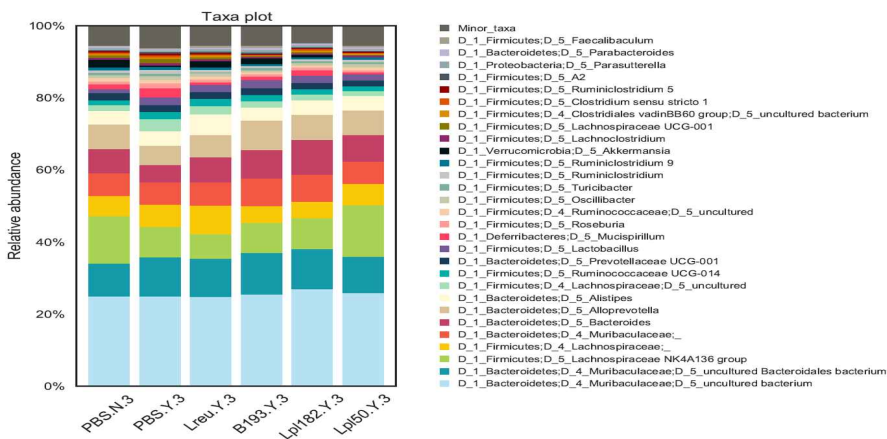 Taxa plot
Relative abundance
100%
80%
60%
40%
20%
0%
PBS.N.3
PBS.Y.3
Lreu.Y.3
B193.Y.3
Lpl182.Y.3
Lpl50.Y.3
Minor_taxa
D_1_Firmicutes;D_5_Faecalibaculum
D_1_Bacteroidetes;D_5_Parabacteroides
D_1_Proteobacteria;D_5_Parasutterella
D_1_Firmicutes;D_5_A2
D_1_Firmicutes;D_5_Ruminiclostridium 5
D_1_Firmicutes;D_5_Clostridium sensu stricto 1
D_1_Firmicutes;D_4_Clostridiales vadinBB60 group;D_5_uncultured bacterium
D_1_Firmicutes;D_5_Lachnospiraceae UCG-001
D_1_Firmicutes;D_5_Lachnoclostridium
D_1_Verrucomicrobia;D_5_Akkermansia
D_1_Firmicutes;D_5_Ruminiclostridium 9
D_1_Firmicutes;D_5_Ruminiclostridium
D_1_Firmicutes;D_5_Turicibacter
D_1_Firmicutes;D_5_Oscillibacter
D_1_Firmicutes;D_4_Ruminococcaceae;D_5_uncultured
D_1_Firmicutes;D_5_Roseburia
D_1_Deferribacteres;D_5_Mucispirillum
D_1_Firmicutes;D_5_Lactobacillus
D_1_Bacteroidetes;D_5_Prevotellaceae UCG-001
D_1_Firmicutes;D_5_Ruminococcaceae UCG-014
D_1_Firmicutes;D_4_Lachnospiraceae;D_5_uncultured
D_1_Bacteroidetes;D_5_Alistipes
D_1_Bacteroidetes;D_5_Alloprevotella
D_1_Bacteroidetes;D_5_Bacteroides
D_1_Bacteroidetes;D_4_Muribaculaceae;_
D_1_Firmicutes;D_4_Lachnospiraceae;_
D_1_Firmicutes;D_5_Lachnospiraceae NK4A136 group
D_1_Bacteroidetes;D_4_Muribaculaceae;D_5_uncultured Bacteroidales bacterium
D_1_Bacteroidetes;D_4_Muribaculaceae;D_5_uncultured bacterium